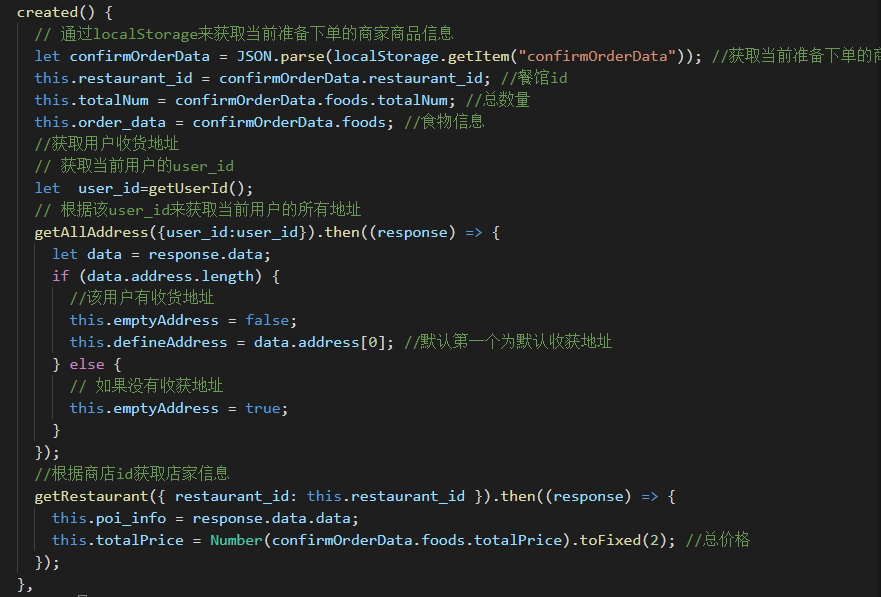 created() {
// 通过localStorage来获取当前准备下单的商家商品信息
let confirmOrderData = JSON.parse(localStorage.getItem("confirmOrderData")); //获取当前准备下单的商
this.restaurant_id = confirmOrderData.restaurant_id; //餐馆id
this.totalNum = confirmOrderData.foods.totalNum; //总数量
this.order_data = confirmOrderData.foods; //食物信息
//获取用户收货地址
// 获取当前用户的user_id
let  user_id=getUserId();
// 根据该user_id来获取当前用户的所有地址
getAllAddress({user_id:user_id}).then((response) => {
let data = response.data;
if (data.address.length) {
//该用户有收货地址
this.emptyAddress = false;
this.defineAddress = data.address[0]; //默认第一个为默认收获地址
} else {
// 如果没有收获地址
this.emptyAddress = true;
}
});
//根据商店id获取店家信息
getRestaurant({ restaurant_id: this.restaurant_id }).then((response) => {
this.poi_info = response.data.data;
this.totalPrice = Number(confirmOrderData.foods.totalPrice).toFixed(2); //总价格
});
},